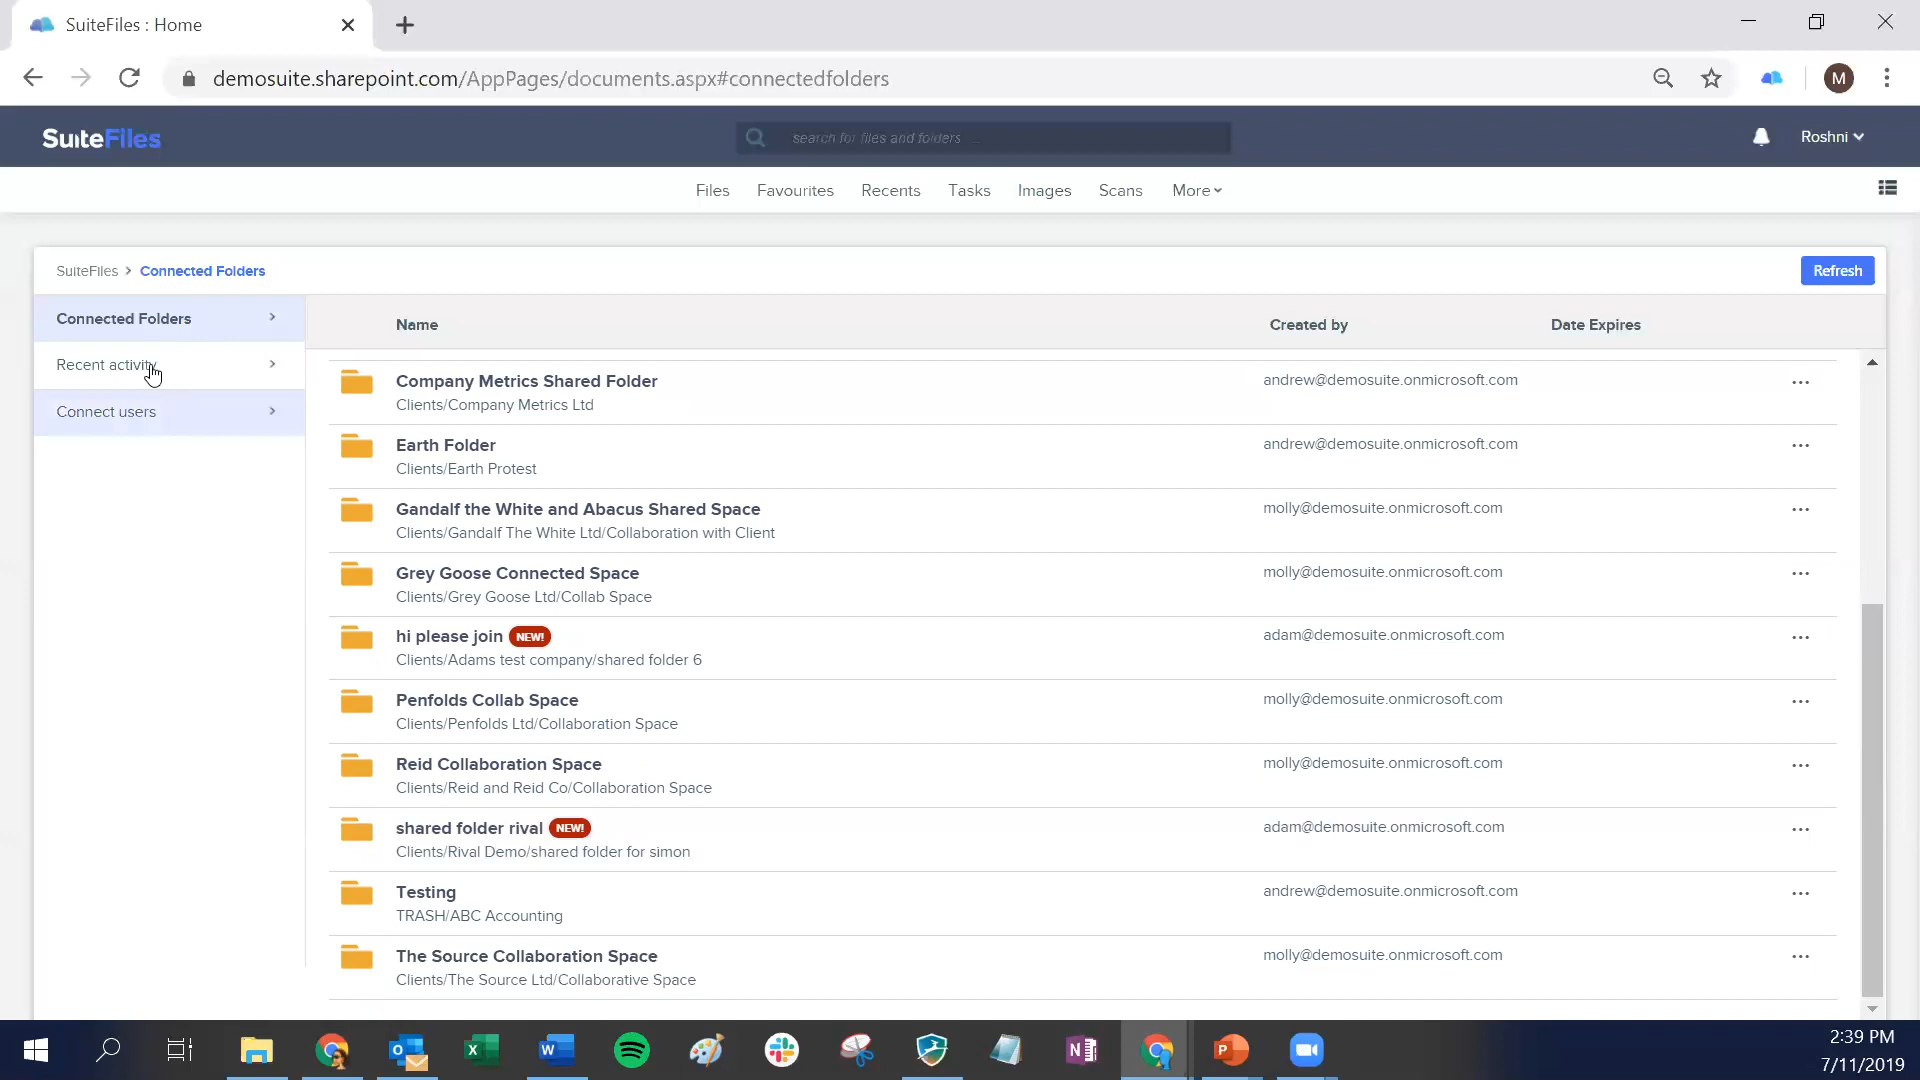 SuiteFiles : Home
demosuite.sharepoint.com/AppPages/documents.aspx#connectedfolders
M
SuiteFiles
search for files and folders ...
Roshni
Files Favourites Recents Tasks Images Scans More
SuiteFiles > Connected Folders
Refresh
Connected Folders
Recent activity
Connect users
Name Created by Date Expires
Company Metrics Shared Folder andrew@demosuite.onmicrosoft.com
Clients/Company Metrics Ltd
Earth Folder andrew@demosuite.onmicrosoft.com
Clients/Earth Protest
Gandalf the White and Abacus Shared Space molly@demosuite.onmicrosoft.com
Clients/Gandalf The White Ltd/Collaboration with Client
Grey Goose Connected Space molly@demosuite.onmicrosoft.com
Clients/Grey Goose Ltd/Collab Space
hi please join NEW! adam@demosuite.onmicrosoft.com
Clients/Adams test company/shared folder 6
Penfolds Collab Space molly@demosuite.onmicrosoft.com
Clients/Penfolds Ltd/Collaboration Space
Reid Collaboration Space molly@demosuite.onmicrosoft.com
Clients/Reid and Reid Co/Collaboration Space
shared folder rival NEW! adam@demosuite.onmicrosoft.com
Clients/Rival Demo/shared folder for simon
Testing andrew@demosuite.onmicrosoft.com
TRASH/ABC Accounting
The Source Collaboration Space molly@demosuite.onmicrosoft.com
Clients/The Source Ltd/Collaborative Space
2:39 PM
7/11/2019